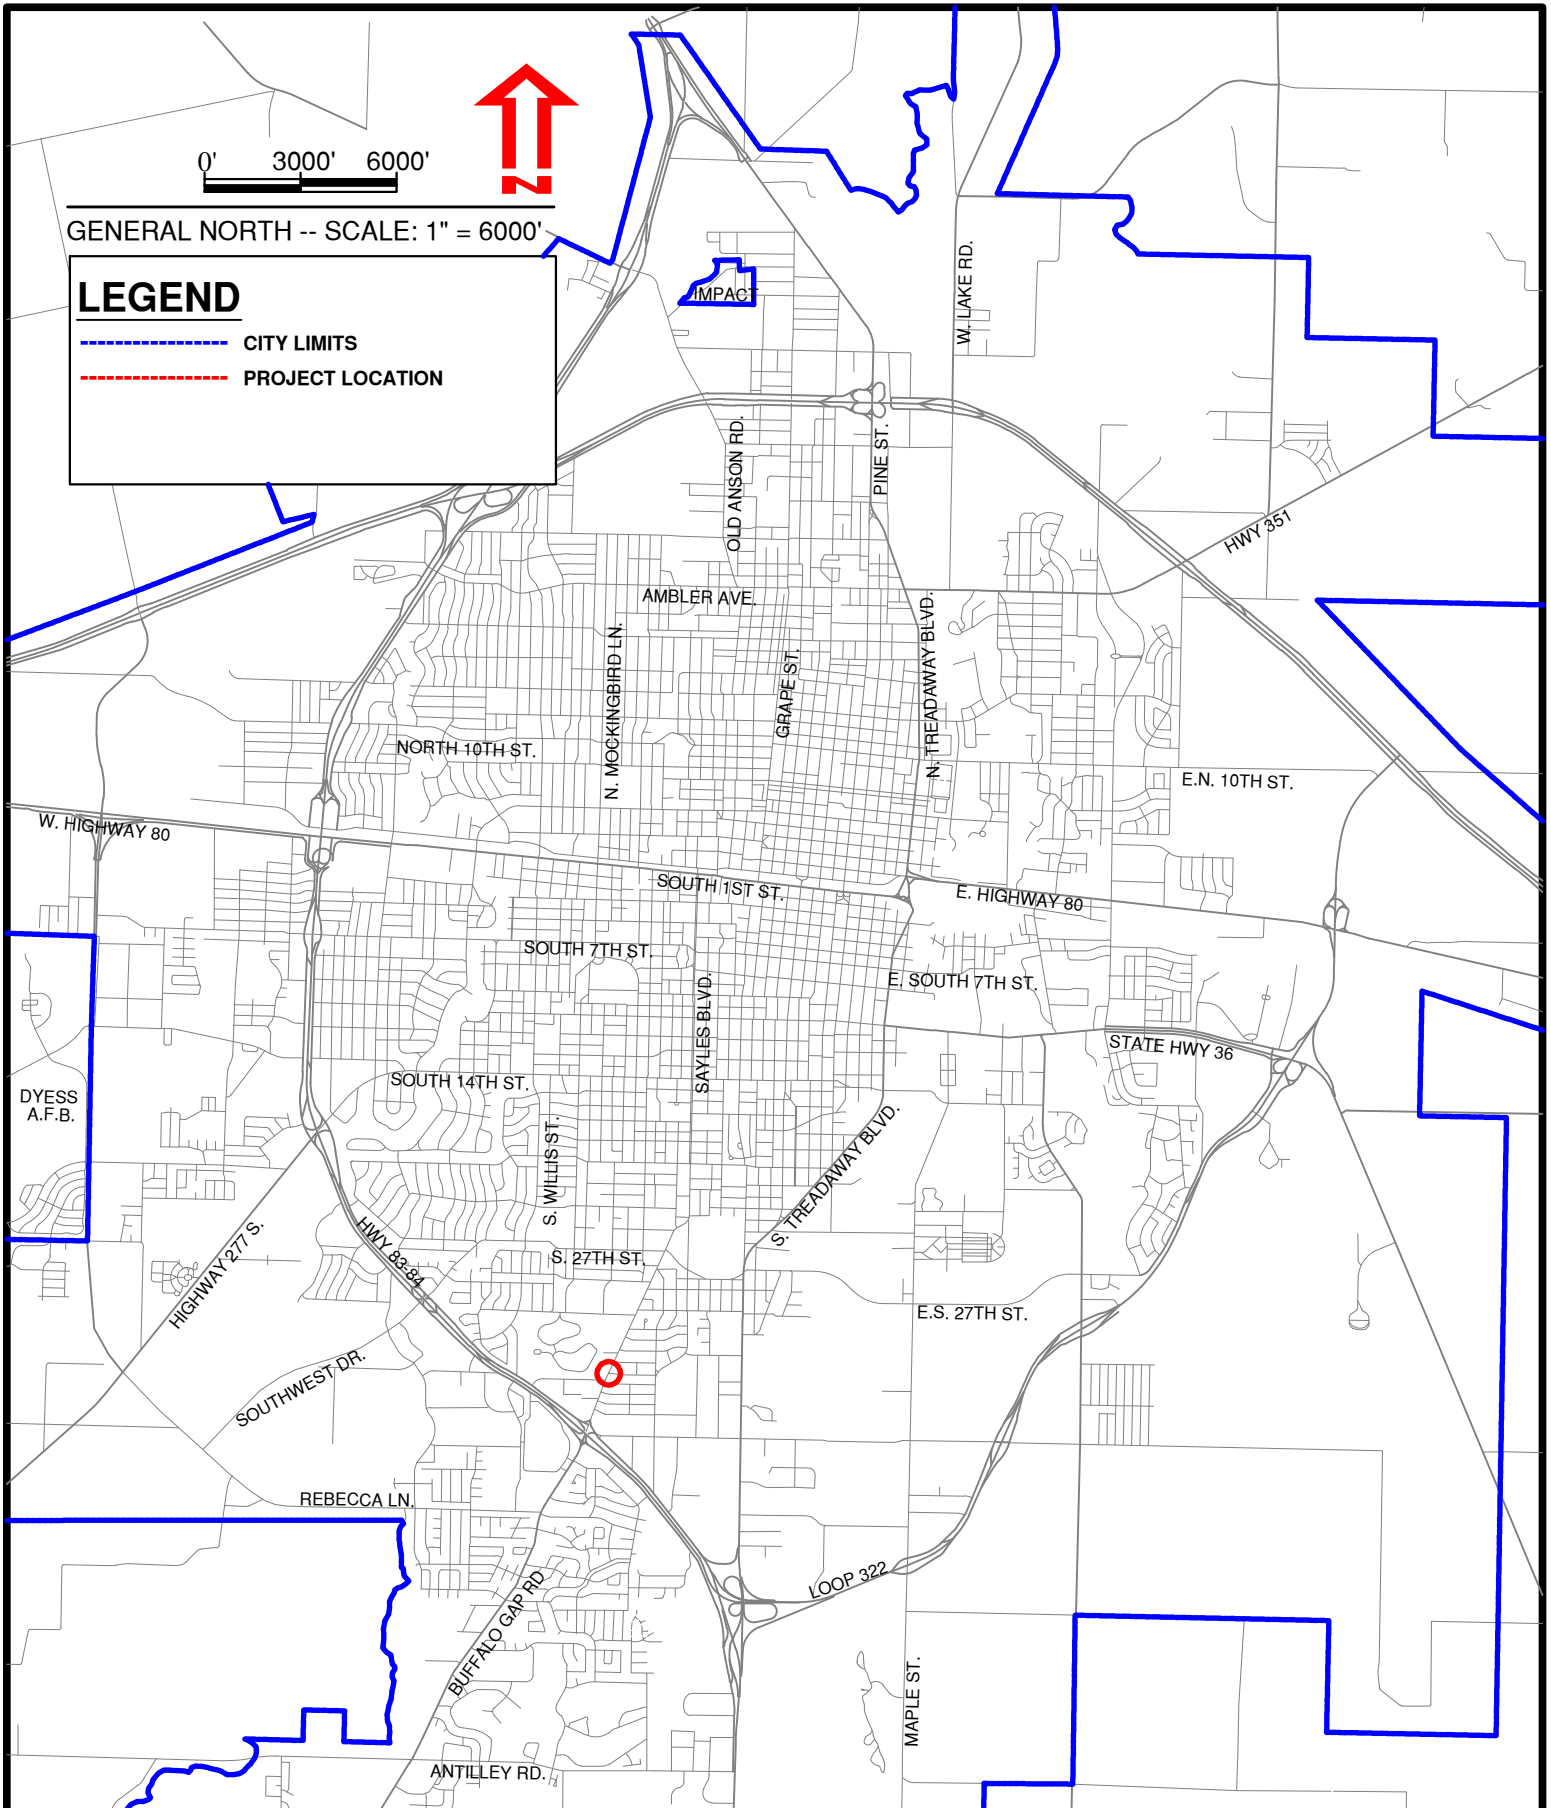 0' 3000' 6000'
N
GENERAL NORTH -- SCALE: 1" = 6000'
LEGEND
CITY LIMITS
PROJECT LOCATION
IMPACT
W. LAKE RD.
OLD ANSON RD.
PINE ST.
HWY 351
AMBLER AVE.
N. MOCKINGBIRD LN.
GRAPE ST.
N. TREADAWAY BLVD.
NORTH 10TH ST.
E.N. 10TH ST.
W. HIGHWAY 80
SOUTH 1ST ST.
E. HIGHWAY 80
SOUTH 7TH ST.
E. SOUTH 7TH ST.
SAYLES BLVD.
STATE HWY 36
DYESS
A.F.B.
SOUTH 14TH ST.
S. WILLIS ST.
S. TREADAWAY BLVD.
HIGHWAY 277 S.
HWY 83-84
S. 27TH ST.
E.S. 27TH ST.
SOUTHWEST DR.
REBECCA LN.
LOOP 322
BUFFALO GAP RD
MAPLE ST.
ANTILLEY RD.